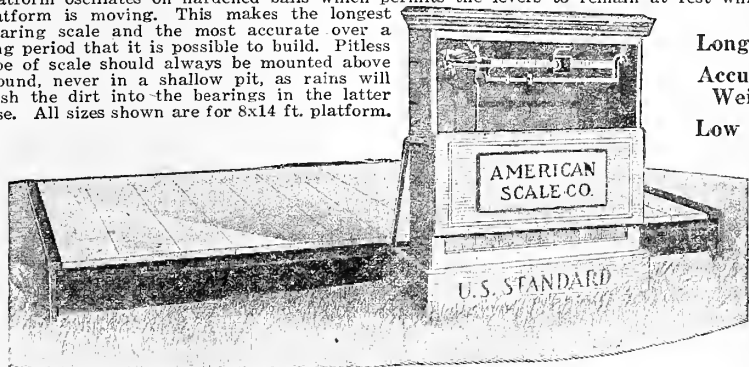 platform oscillates on hardened balls which permits the levers to remain at rest
platform is moving. This makes the longest
wearing scale and the most accurate over a
long period that it is possible to build. Pitless
type of scale should always be mounted above
ground, never in a shallow pit, as rains will
wash the dirt into the bearings in the latter
case. All sizes shown are for 8x14 ft. platform.
Long
Accu
Wei
Low
AMERICAN
SCALE CO.
U.S. STANDARD